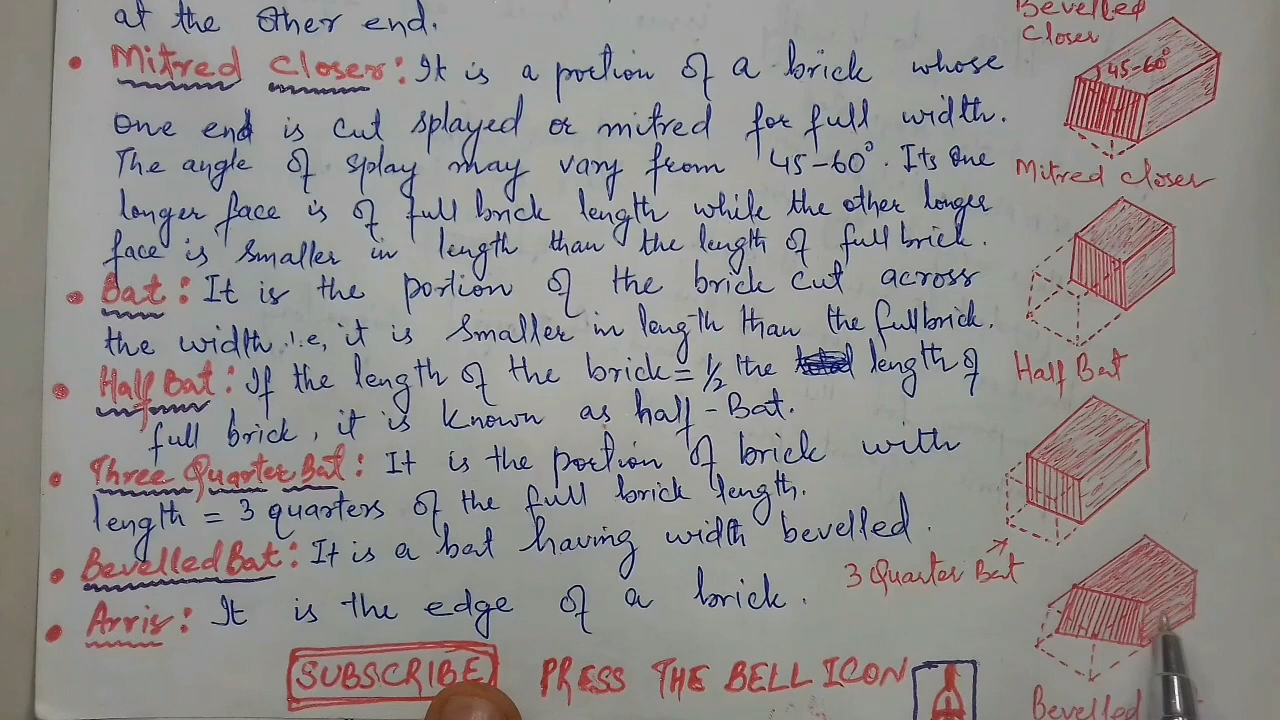 at the other end.
Bevelled
Closer
• Mitred Closer: It is a portion of a brick whose
one end is cut splayed or mitred for full width.
The angle of splay may vary from 45-60°. Its one
longer face is of full brick length while the other longer
face is smaller in length than the length of full brick.
45-60°
Mitred closer
• Bat: It is the portion of the brick cut across
the width i.e, it is smaller in length than the full brick.
• Half Bat: If the length of the brick = 1/2 the length of
full brick, it is known as half-Bat.
Half Bat
• Three Quarter Bat: It is the portion of brick with
length = 3 quarters of the full brick length.
• Bevelled Bat: It is a bat having width bevelled.
3 Quarter Bat
• Arris: It is the edge of a brick.
SUBSCRIBE PRESS THE BELL ICON
Bevelled